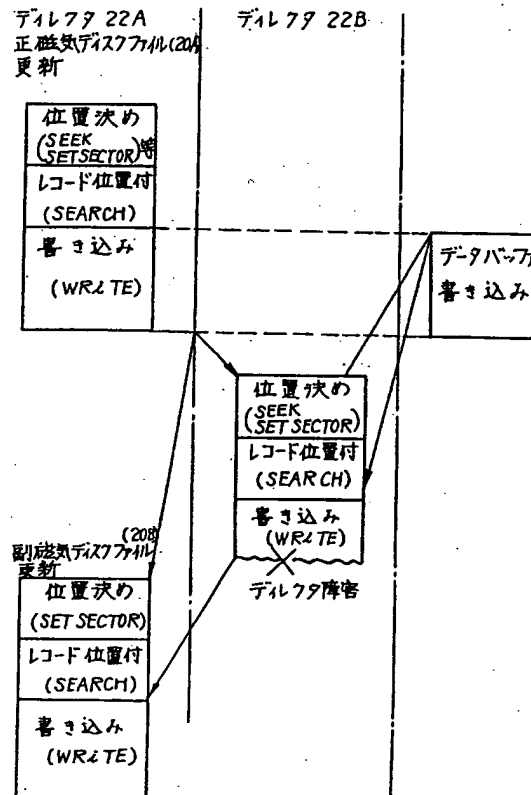 ディレクタ 22A
正磁気ディスクファイル(20A
更新
位置決め
(SEEK
SETSECTOR)等
レコード位置付
(SEARCH)
書き込み
(WRiTE)
ディレクタ 22B
データバッファ
書き込み
位置決め
(SEEK
SET SECTOR)
レコード位置付
(SEARCH)
書き込み
(WRiTE)
ディレクタ障害
(20B)
副磁気ディスクファイル
更新
位置決め
(SET SECTOR)
レコード位置付
(SEARCH)
書き込み
(WRiTE)